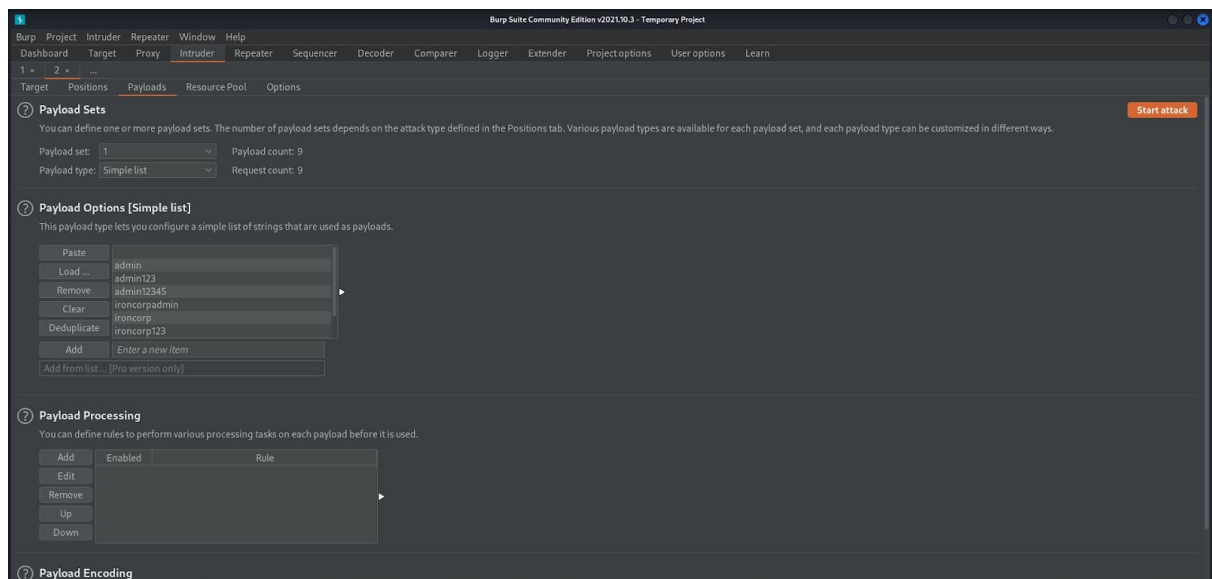 Burp Suite Community Edition v2021.10.3 - Temporary Project
Burp Project Intruder Repeater Window Help
Dashboard Target Proxy Intruder Repeater Sequencer Decoder Comparer Logger Extender Project options User options Learn
1 × 2 × ...
Target Positions Payloads Resource Pool Options
? Payload Sets Start attack
You can define one or more payload sets. The number of payload sets depends on the attack type defined in the Positions tab. Various payload types are available for each payload set, and each payload type can be customized in different ways.
Payload set: 1 Payload count: 9
Payload type: Simple list Request count: 9
? Payload Options [Simple list]
This payload type lets you configure a simple list of strings that are used as payloads.
Paste
Load ...
Remove
Clear
Deduplicate
admin
admin123
admin12345
ironcorpadmin
ironcorp
ironcorp123
Add Enter a new item
Add from list ... [Pro version only]
? Payload Processing
You can define rules to perform various processing tasks on each payload before it is used.
Add Enabled Rule
Edit
Remove
Up
Down
? Payload Encoding